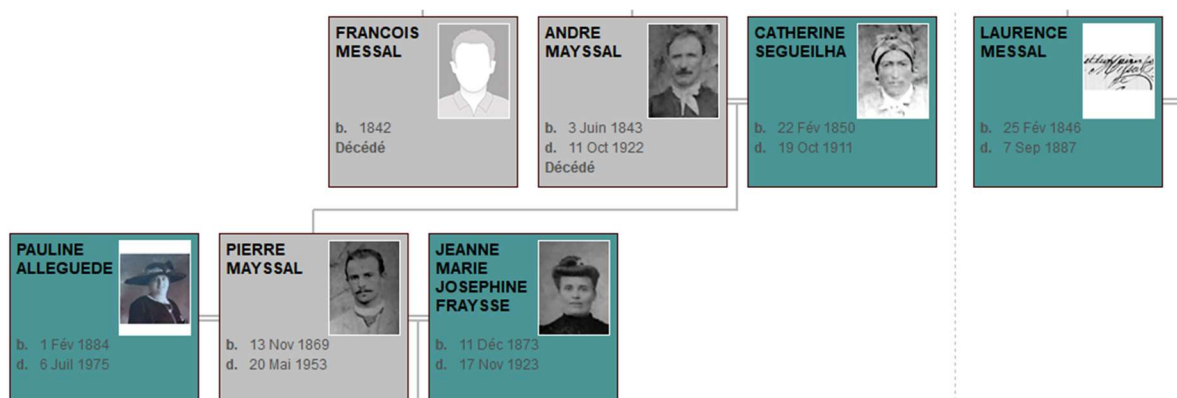 FRANCOIS
MESSAL
b. 1842
Décédé
ANDRE
MAYSSAL
b. 3 Juin 1843
d. 11 Oct 1922
Décédé
CATHERINE
SEGUEILHA
b. 22 Fév 1850
d. 19 Oct 1911
LAURENCE
MESSAL
b. 25 Fév 1846
d. 7 Sep 1887
PAULINE
ALLEGUEDE
b. 1 Fév 1884
d. 6 Juil 1975
PIERRE
MAYSSAL
b. 13 Nov 1869
d. 20 Mai 1953
JEANNE
MARIE
JOSEPHINE
FRAYSSE
b. 11 Déc 1873
d. 17 Nov 1923